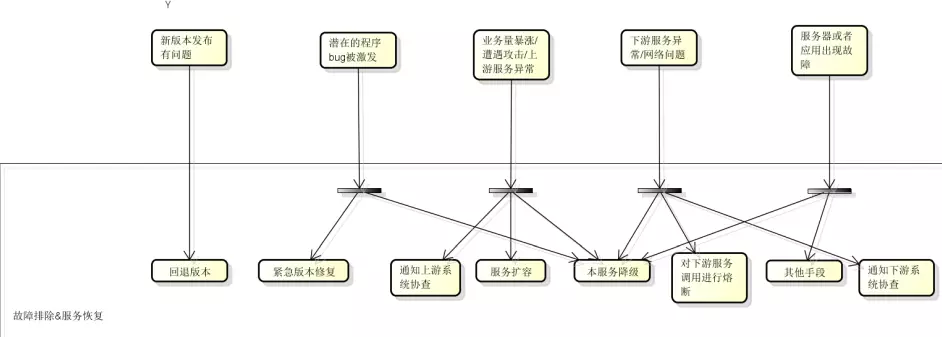 Y
新版本发布
有问题
潜在的程序
bug被激发
业务量暴涨/
遭遇攻击/上
游服务异常
下游服务异
常/网络问题
服务器或者
应用出现故
障
回退版本
紧急版本修复
通知上游系
统协查
服务扩容
本服务降级
对下游服务
调用进行熔
断
其他手段
通知下游系
统协查
故障排除&服务恢复